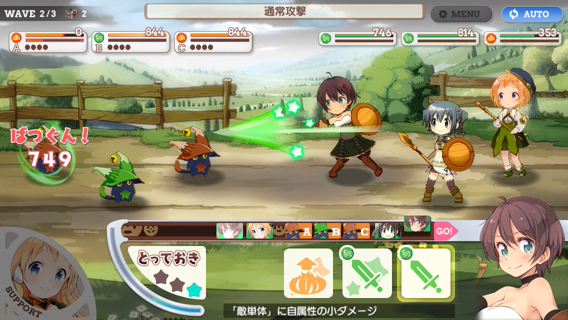 WAVE 2/3 2
通常攻撃
MENU
AUTO
A 0
B 844
C 844
746
814
353
ばつぐん!
749
A B C GO!
とっておき
SUPPORT
「敵単体」に自属性の小ダメージ